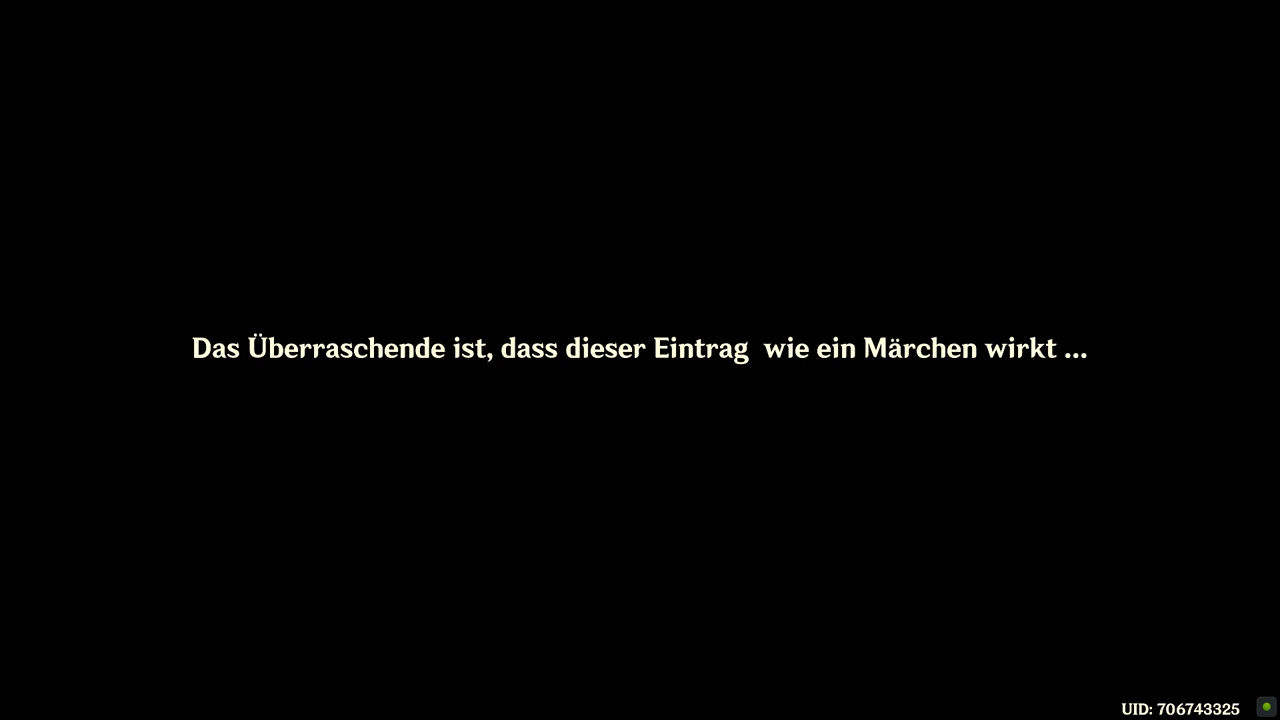 Das Überraschende ist, dass dieser Eintrag  wie ein Märchen wirkt ...
UID: 706743325